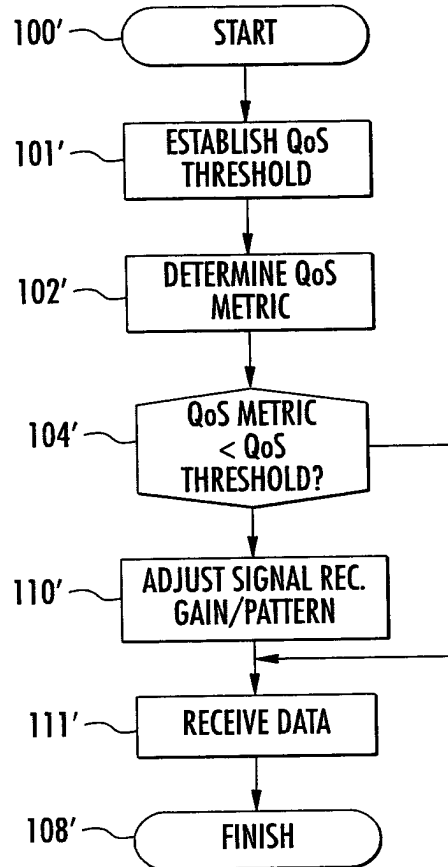 100' START
101' ESTABLISH QoS
THRESHOLD
102' DETERMINE QoS
METRIC
104' QoS METRIC
< QoS
THRESHOLD?
110' ADJUST SIGNAL REC.
GAIN/PATTERN
111' RECEIVE DATA
108' FINISH